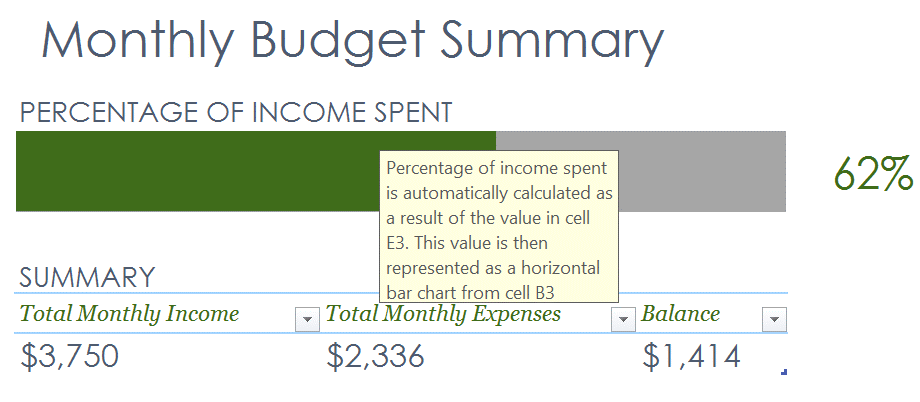 Monthly Budget Summary
PERCENTAGE OF INCOME SPENT
62%
Percentage of income spent
is automatically calculated as
a result of the value in cell
E3. This value is then
represented as a horizontal
bar chart from cell B3
SUMMARY
Total Monthly Income Total Monthly Expenses Balance
$3,750 $2,336 $1,414